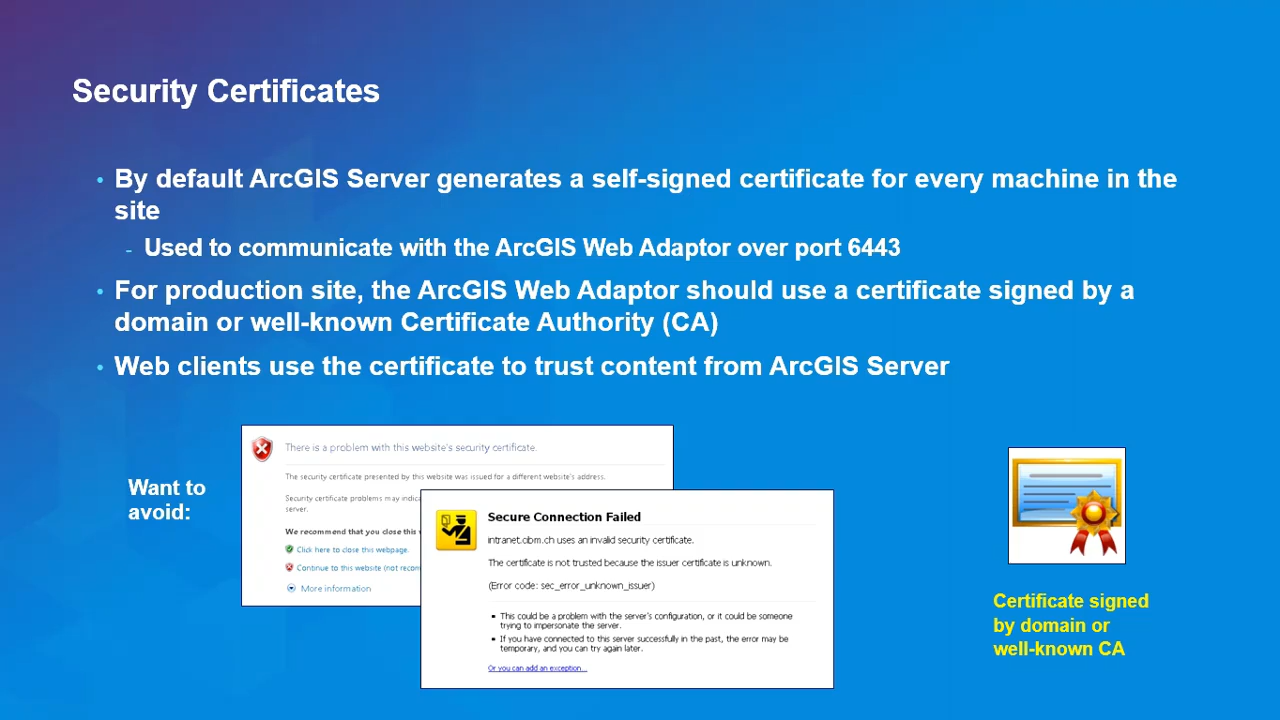 Security Certificates
• By default ArcGIS Server generates a self-signed certificate for every machine in the
site
- Used to communicate with the ArcGIS Web Adaptor over port 6443
• For production site, the ArcGIS Web Adaptor should use a certificate signed by a
domain or well-known Certificate Authority (CA)
• Web clients use the certificate to trust content from ArcGIS Server
Want to
avoid:
There is a problem with this website's security certificate.
The security certificate presented by this website was issued for a different website's address.
Security certificate problems may
server.
We recommend that you close this
Click here to close this webpage.
Continue to this website (not
More information
Secure Connection Failed
intranet.cibm.ch uses an invalid security certificate.
The certificate is not trusted because the issuer certificate is unknown.
(Error code: sec_error_unknown_issuer)
• This could be a problem with the server's configuration, or it could be someone
trying to impersonate the server.
• If you have connected to this server successfully in the past, the error may be
temporary, and you can try again later.
Or you can add an exception...
Certificate signed
by domain or
well-known CA